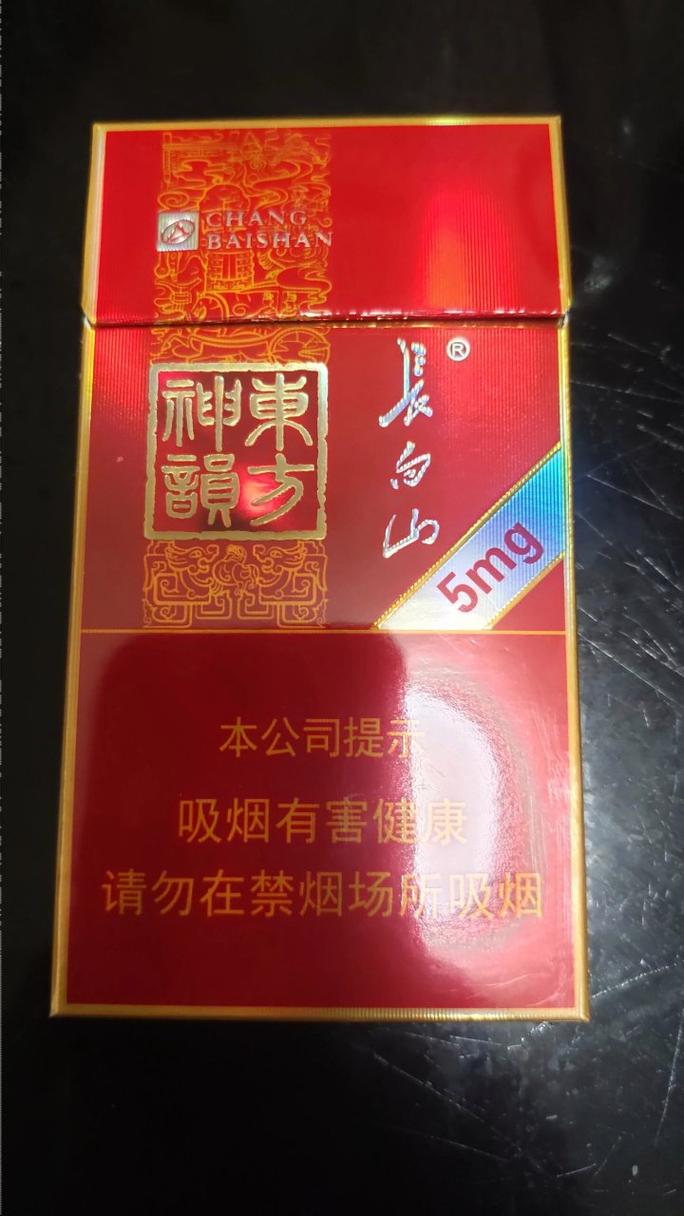 CHANG
BAISHAN
東方
神韻
長白山®
5mg
本公司提示
吸烟有害健康
请勿在禁烟场所吸烟